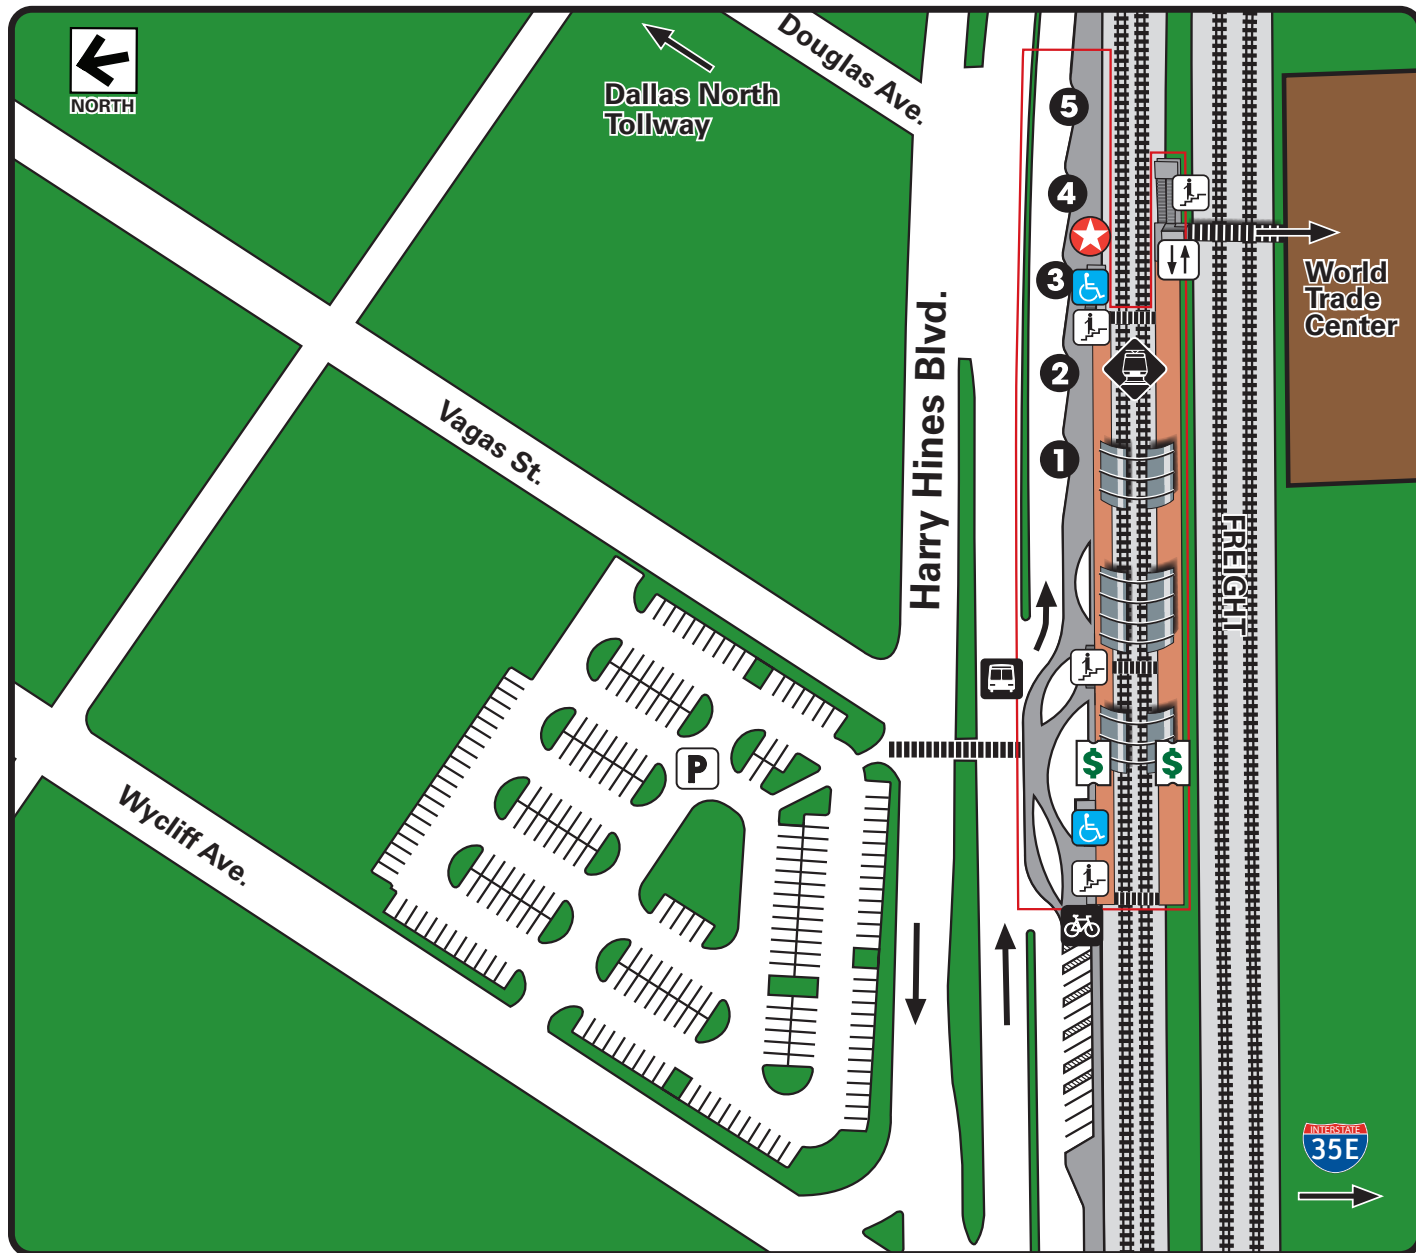 NORTH
Dallas North
Tollway
Douglas Ave.
5
4
3
2
1
World
Trade
Center
Harry Hines Blvd.
Vagas St.
FREIGHT
P
$
$
Wycliff Ave.
INTERSTATE
35E